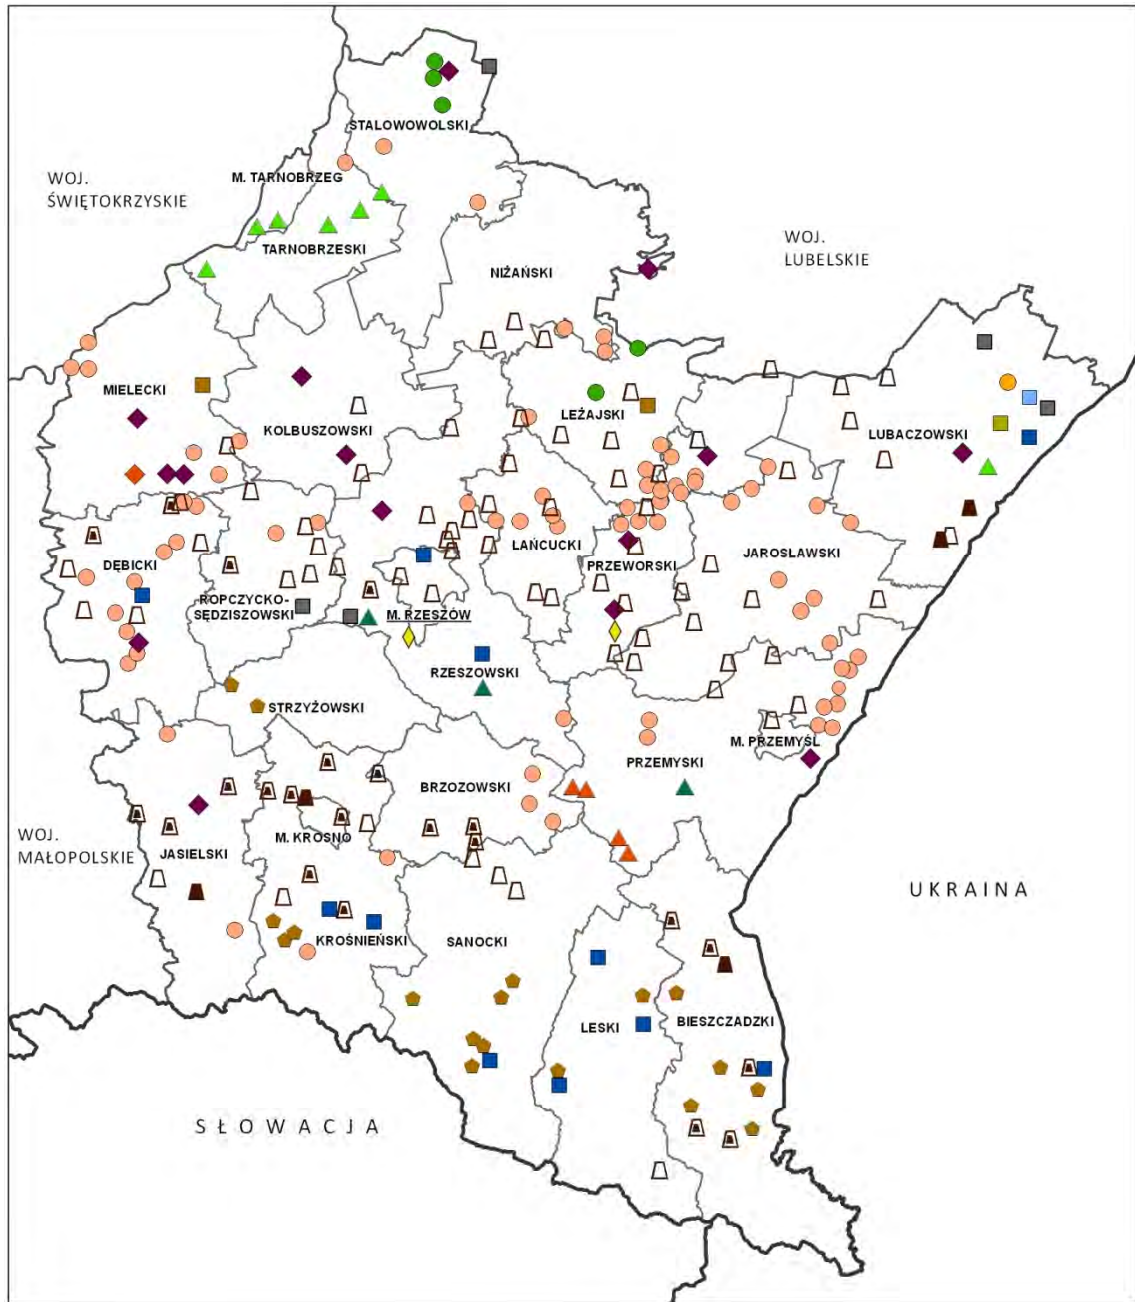 STALOWOWOLSKI
WOJ.
ŚWIĘTOKRZYSKIE
M. TARNOBRZEG
TARNOBRZESKI
WOJ.
LUBELSKIE
NIŻAŃSKI
MIELECKI
KOLBUSZOWSKI
LEŻAJSKI
LUBACZOWSKI
ŁAŃCUCKI
JAROSŁAWSKI
PRZEWORSKI
DĘBICKI
ROPCZYCKO-
SĘDZISZOWSKI
M. RZESZÓW
RZESZOWSKI
STRZYŻOWSKI
M. PRZEMYŚL
PRZEMYSKI
BRZOZOWSKI
WOJ.
MAŁOPOLSKIE
M. KROSNO
JASIELSKI
UKRAINA
KROŚNIEŃSKI
SANOCKI
LESKI
BIESZCZADZKI
SŁOWACJA